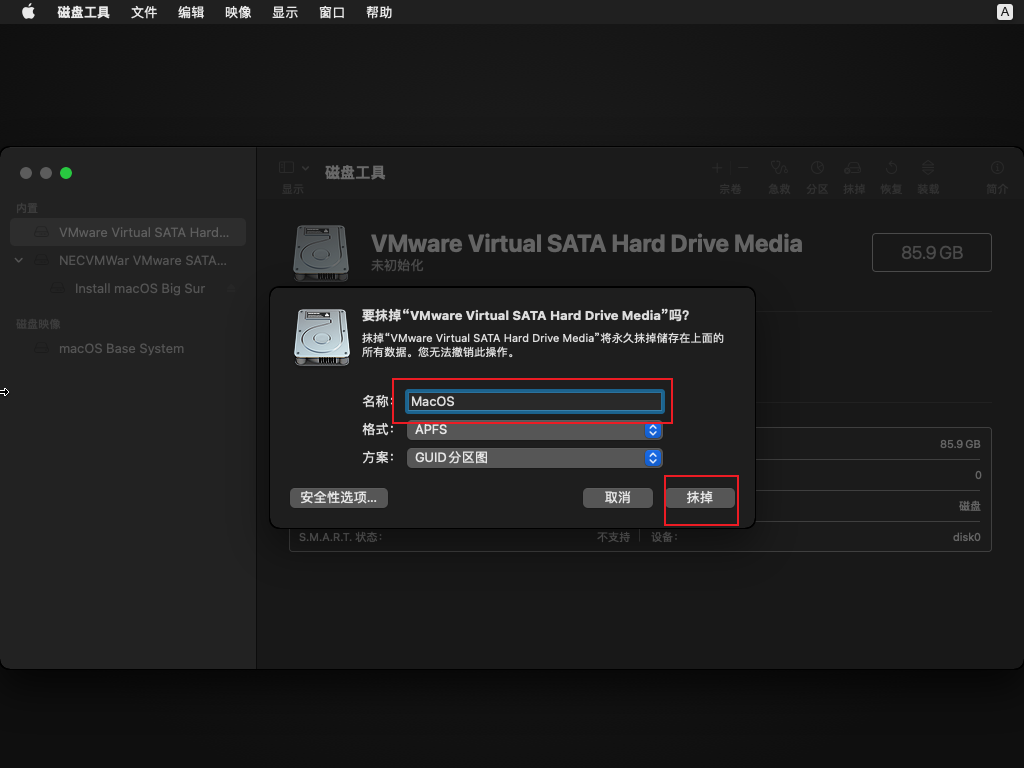 磁盘工具 文件 编辑 映像 显示 窗口 帮助 A
磁盘工具
显示 宗卷 急救 分区 抹掉 恢复 装载 简介
内置
VMware Virtual SATA Hard...
NECVMWar VMware SATA...
Install macOS Big Sur
磁盘映像
macOS Base System
VMware Virtual SATA Hard Drive Media
未初始化
85.9 GB
要抹掉“VMware Virtual SATA Hard Drive Media”吗?
抹掉“VMware Virtual SATA Hard Drive Media”将永久抹掉储存在上面的
所有数据。您无法撤销此操作。
名称: MacOS
格式: APFS
方案: GUID 分区图
安全性选项... 取消 抹掉
85.9 GB
0
磁盘
S.M.A.R.T. 状态: 不支持 设备: disk0